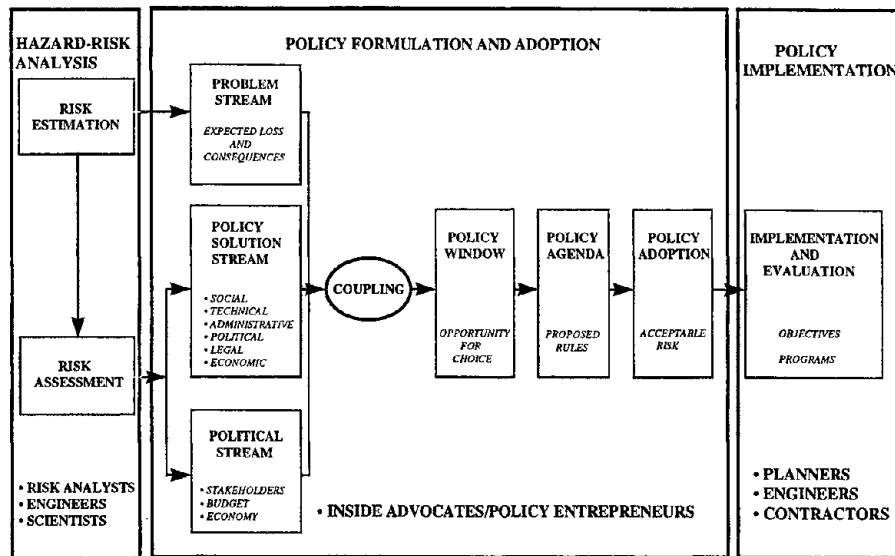 HAZARD-RISK
ANALYSIS
RISK
ESTIMATION
RISK
ASSESSMENT
• RISK ANALYSTS
• ENGINEERS
• SCIENTISTS
POLICY FORMULATION AND ADOPTION
PROBLEM
STREAM
EXPECTED LOSS
AND
CONSEQUENCES
POLICY
SOLUTION
STREAM
• SOCIAL
• TECHNICAL
• ADMINISTRATIVE
• POLITICAL
• LEGAL
• ECONOMIC
POLITICAL
STREAM
• STAKEHOLDERS
• BUDGET
• ECONOMY
COUPLING
POLICY
WINDOW
OPPORTUNITY
FOR
CHOICE
POLICY
AGENDA
PROPOSED
RULES
POLICY
ADOPTION
ACCEPTABLE
RISK
• INSIDE ADVOCATES/POLICY ENTREPRENEURS
POLICY
IMPLEMENTATION
IMPLEMENTATION
AND
EVALUATION
OBJECTIVES
PROGRAMS
• PLANNERS
• ENGINEERS
• CONTRACTORS